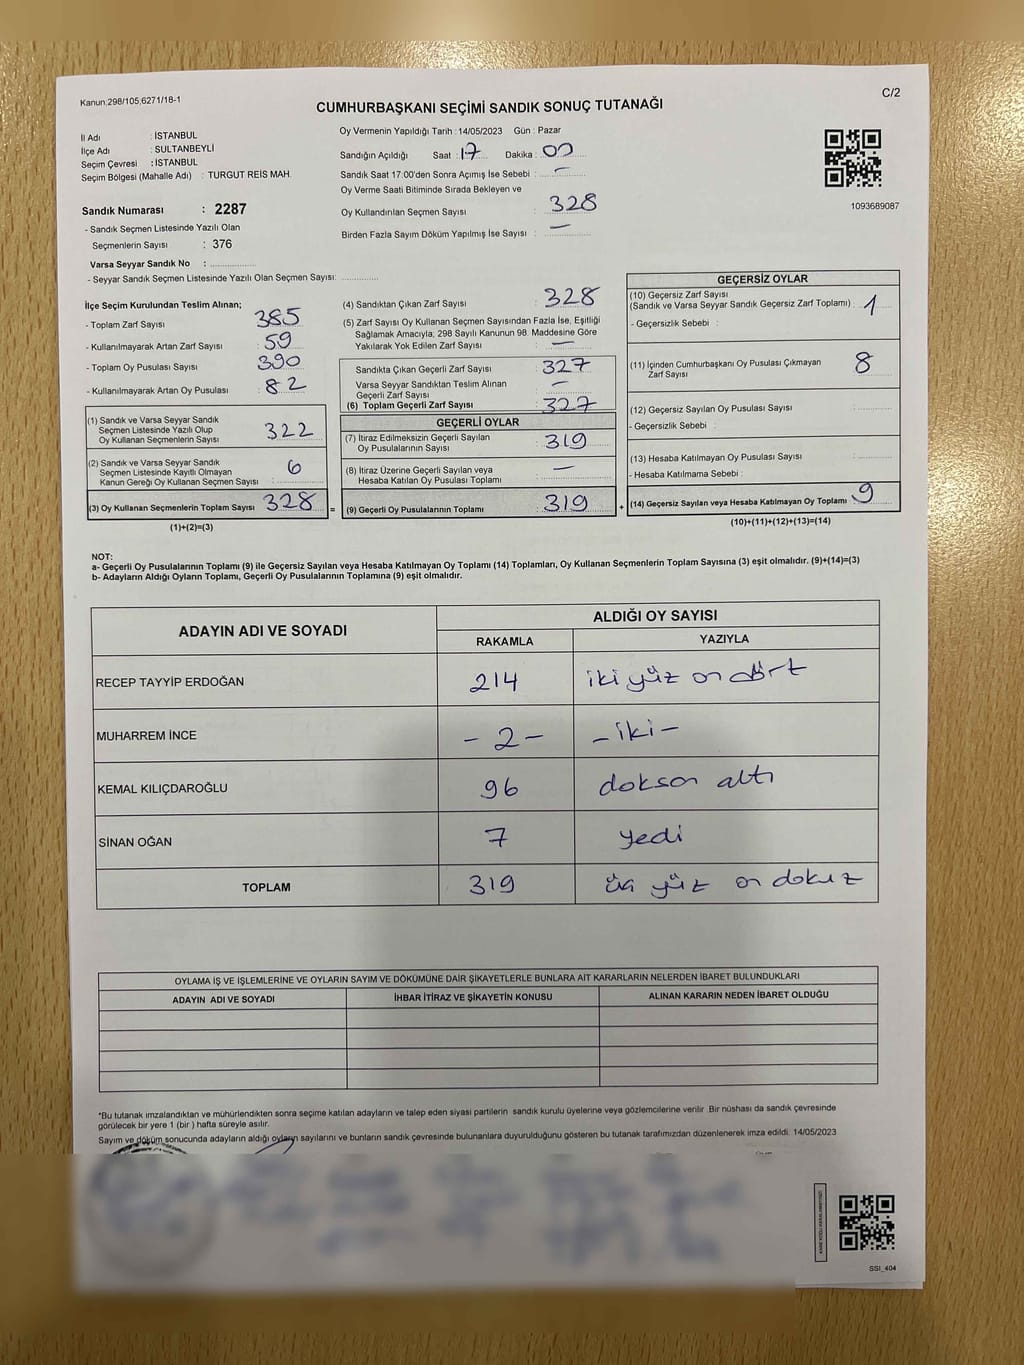 Kanun:298/105;6271/18-1
C/2
CUMHURBAŞKANI SEÇİMİ SANDIK SONUÇ TUTANAĞI
İl Adı : İSTANBUL
İlçe Adı : SULTANBEYLİ
Seçim Çevresi : İSTANBUL
Seçim Bölgesi (Mahalle Adı) : TURGUT REİS MAH.
Sandık Numarası : 2287
- Sandık Seçmen Listesinde Yazılı Olan
Seçmenlerin Sayısı : 376
Varsa Seyyar Sandık No :
- Seyyar Sandık Seçmen Listesinde Yazılı Olan Seçmen Sayısı:
Oy Vermenin Yapıldığı Tarih : 14/05/2023 Gün : Pazar
Sandığın Açıldığı Saat : 17 Dakika : 00
Sandık Saat 17:00'den Sonra Açımış İse Sebebi : —
Oy Verme Saati Bitiminde Sırada Bekleyen ve
Oy Kullandırılan Seçmen Sayısı : 328
Birden Fazla Sayım Döküm Yapılmış İse Sayısı : —
1093689087
İlçe Seçim Kurulundan Teslim Alınan;
- Toplam Zarf Sayısı : 385
- Kullanılmayarak Artan Zarf Sayısı : 59
- Toplam Oy Pusulası Sayısı : 390
- Kullanılmayarak Artan Oy Pusulası : 82
(1) Sandık ve Varsa Seyyar Sandık
Seçmen Listesinde Yazılı Olup
Oy Kullanan Seçmenlerin Sayısı : 322
(2) Sandık ve Varsa Seyyar Sandık
Seçmen Listesinde Kayıtlı Olmayan
Kanun Gereği Oy Kullanan Seçmen Sayısı : 6
(3) Oy Kullanan Seçmenlerin Toplam Sayısı : 328 =
(1)+(2)=(3)
(4) Sandıktan Çıkan Zarf Sayısı : 328
(5) Zarf Sayısı Oy Kullanan Seçmen Sayısından Fazla İse, Eşitliği
Sağlamak Amacıyla; 298 Sayılı Kanunun 98. Maddesine Göre
Yakılarak Yok Edilen Zarf Sayısı : —
Sandıkta Çıkan Geçerli Zarf Sayısı : 327
Varsa Seyyar Sandıktan Teslim Alınan
Geçerli Zarf Sayısı : —
(6) Toplam Geçerli Zarf Sayısı : 327
GEÇERLİ OYLAR
(7) İtiraz Edilmeksizin Geçerli Sayılan
Oy Pusulalarının Sayısı : 319
(8) İtiraz Üzerine Geçerli Sayılan veya
Hesaba Katılan Oy Pusulası Toplamı : —
(9) Geçerli Oy Pusulalarının Toplamı : 319 +
GEÇERSİZ OYLAR
(10) Geçersiz Zarf Sayısı
(Sandık ve Varsa Seyyar Sandık Geçersiz Zarf Toplamı) : 1
- Geçersizlik Sebebi :
(11) İçinden Cumhurbaşkanı Oy Pusulası Çıkmayan
Zarf Sayısı : 8
(12) Geçersiz Sayılan Oy Pusulası Sayısı :
- Geçersizlik Sebebi :
(13) Hesaba Katılmayan Oy Pusulası Sayısı :
- Hesaba Katılmama Sebebi :
(14) Geçersiz Sayılan veya Hesaba Katılmayan Oy Toplamı : 9
(10)+(11)+(12)+(13)=(14)
NOT:
a- Geçerli Oy Pusulalarının Toplamı (9) ile Geçersiz Sayılan veya Hesaba Katılmayan Oy Toplamı (14) Toplamları, Oy Kullanan Seçmenlerin Toplam Sayısına (3) eşit olmalıdır. (9)+(14)=(3)
b- Adayların Aldığı Oyların Toplamı, Geçerli Oy Pusulalarının Toplamına (9) eşit olmalıdır.
ADAYIN ADI VE SOYADI ALDIĞI OY SAYISI
RAKAMLA YAZIYLA
RECEP TAYYİP ERDOĞAN 214 iki yüz on dört
MUHARREM İNCE - 2 - - iki -
KEMAL KILIÇDAROĞLU 96 doksan altı
SİNAN OĞAN 7 yedi
TOPLAM 319 üç yüz on dokuz
OYLAMA İŞ VE İŞLEMLERİNE VE OYLARIN SAYIM VE DÖKÜMÜNE DAİR ŞİKAYETLERLE BUNLARA AİT KARARLARIN NELERDEN İBARET BULUNDUKLARI
ADAYIN ADI VE SOYADI İHBAR İTİRAZ VE ŞİKAYETİN KONUSU ALINAN KARARIN NEDEN İBARET OLDUĞU
*Bu tutanak imzalandıktan ve mühürlendikten sonra seçime katılan adayların ve talep eden siyasi partilerin sandık kurulu üyelerine veya gözlemcilerine verilir. Bir nüshası da sandık çevresinde
görülecek bir yere 1 (bir) hafta süreyle asılır.
Sayım ve döküm sonucunda adayların aldığı oyların sayılarını ve bunların sandık çevresinde bulunanlara duyurulduğunu gösteren bu tutanak tarafımızdan düzenlenerek imza edildi. 14/05/2023
SSI_404